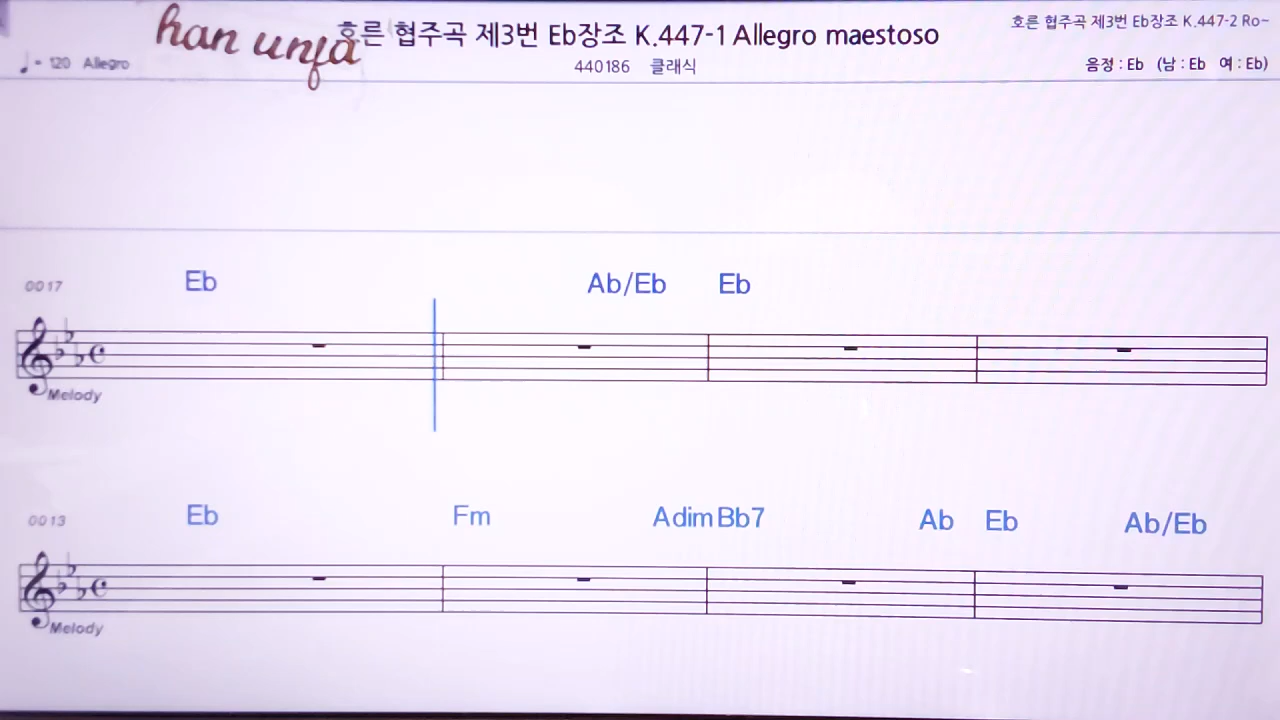 han unfa
호른 협주곡 제3번 Eb장조 K.447-1 Allegro maestoso
호른 협주곡 제3번 Eb장조 K.447-2 Ro~
♩ = 120 Allegro
440186 클래식
음정 : Eb (남 : Eb 여 : Eb)
0017 Eb Ab/Eb Eb
Melody
0013 Eb Fm Adim Bb7 Ab Eb Ab/Eb
Melody